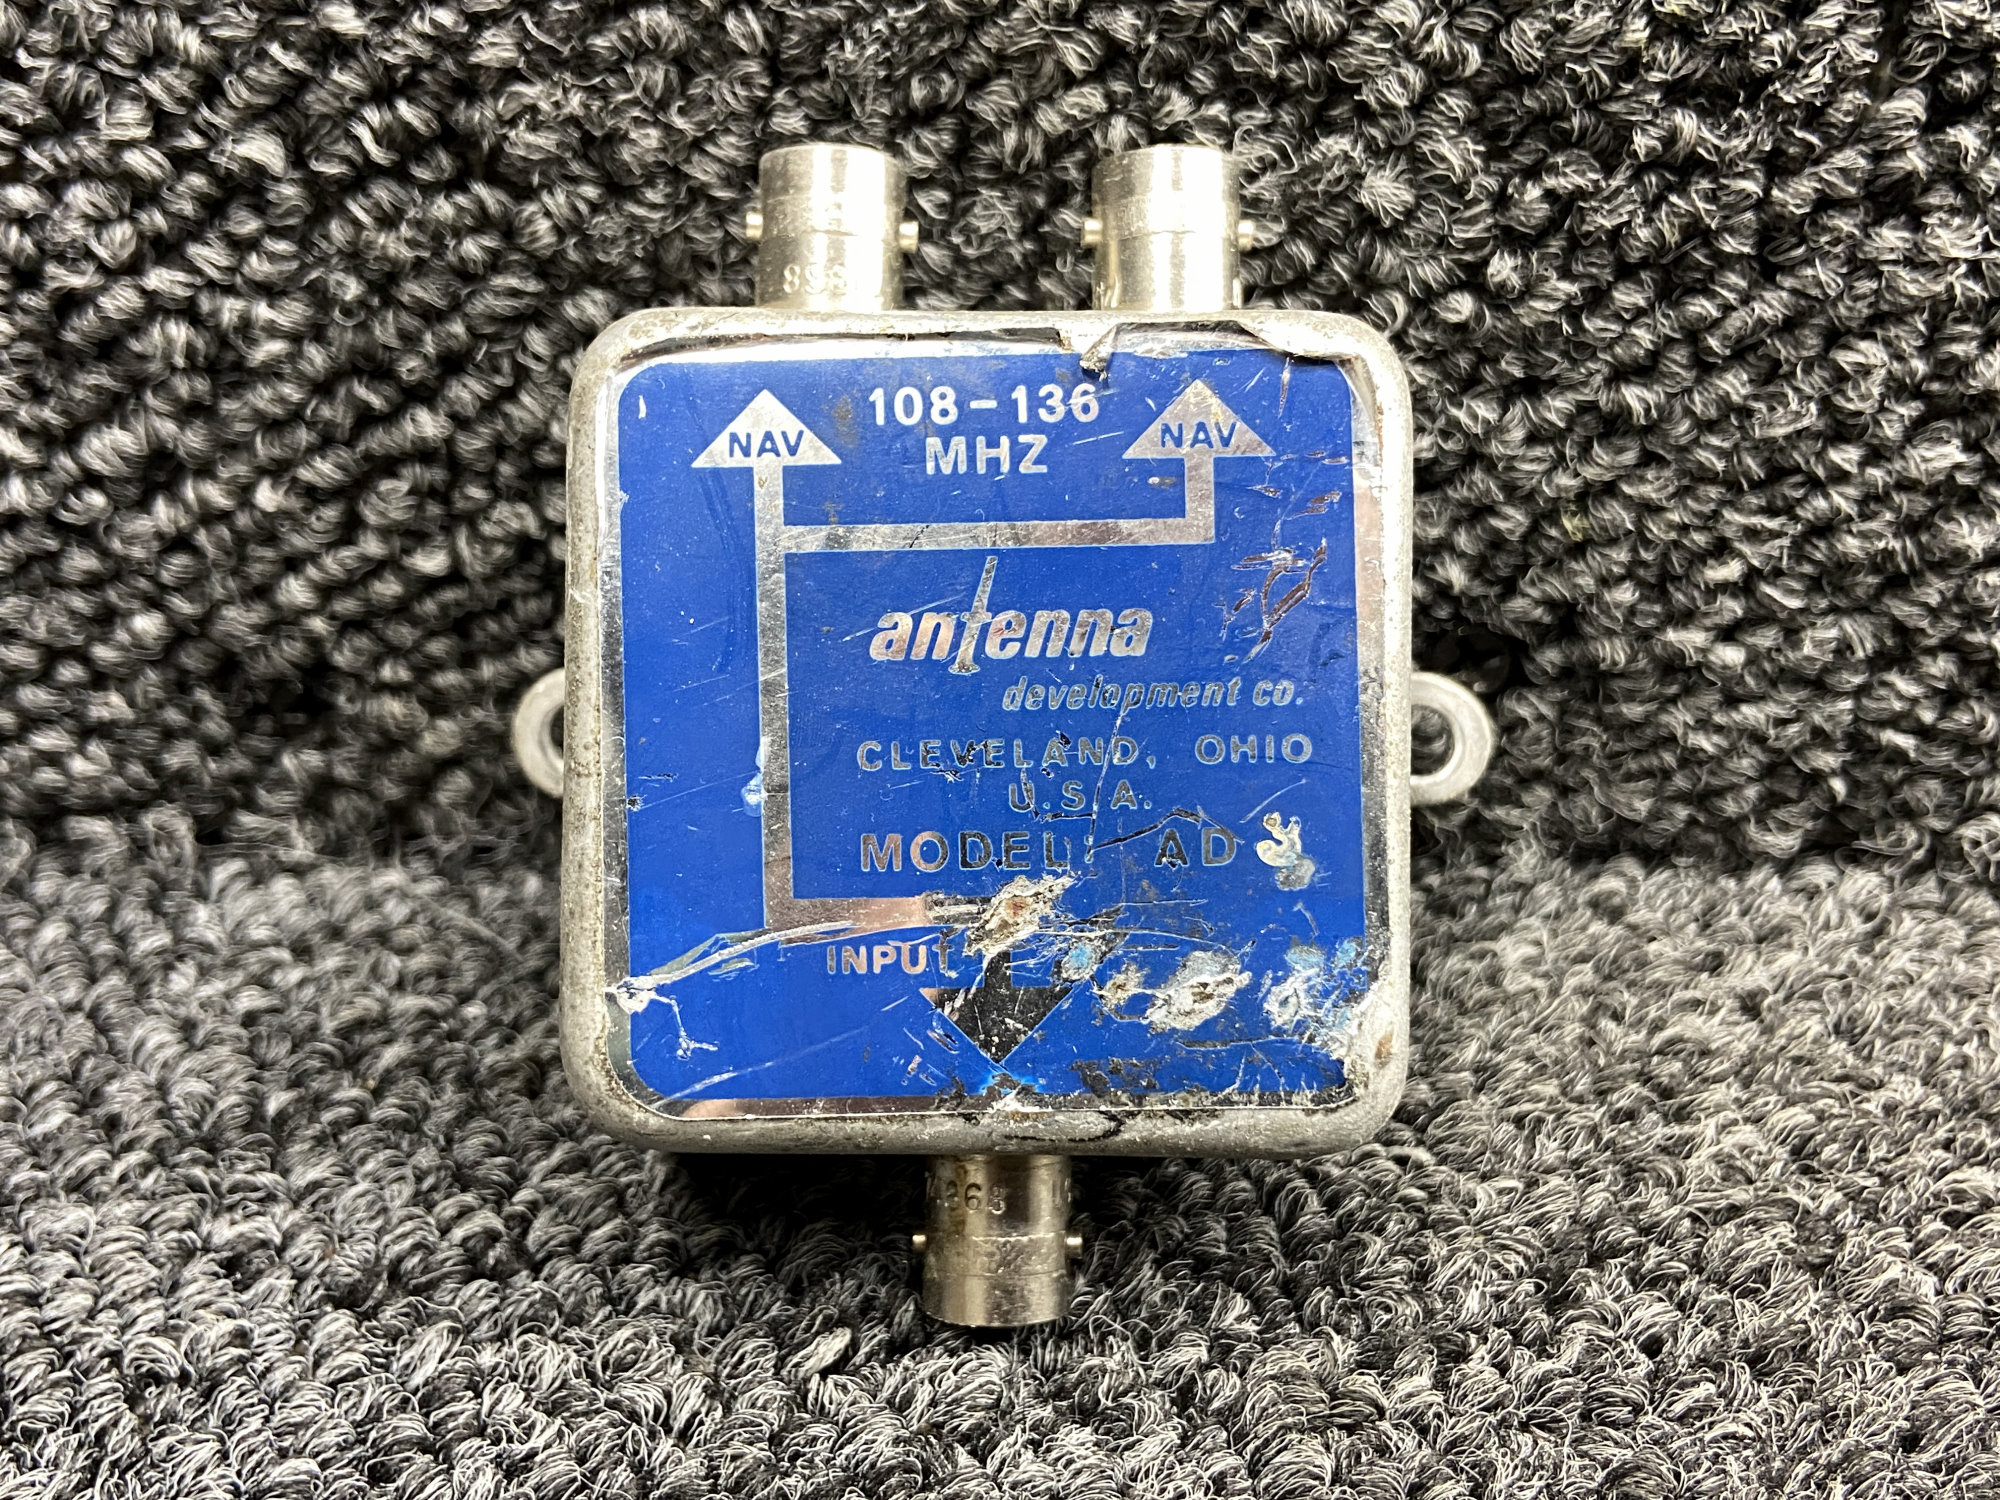 NAV 108-136 NAV
MHZ
antenna
development co.
CLEVELAND, OHIO
U.S.A.
MODEL: AD
INPUT